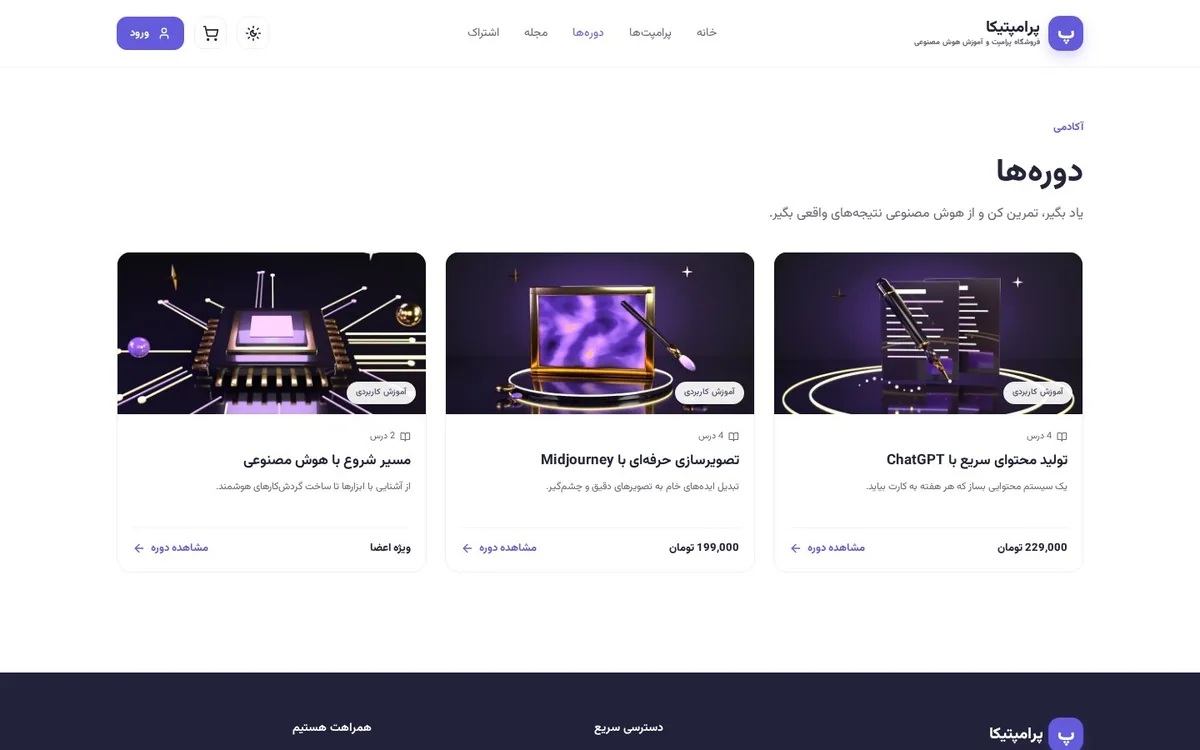 پ
پرامپتیکا
فروشگاه پرامپت و آموزش هوش مصنوعی
خانه
پرامپت‌ها
دوره‌ها
مجله
اشتراک
ورود
آکادمی
دوره‌ها
یاد بگیر، تمرین کن و از هوش مصنوعی نتیجه‌های واقعی بگیر.
آموزش کاربردی
4 درس
تولید محتوای سریع با ChatGPT
یک سیستم محتوایی بساز که هر هفته به کارت بیاید.
229,000 تومان
مشاهده دوره
آموزش کاربردی
4 درس
تصویرسازی حرفه‌ای با Midjourney
تبدیل ایده‌های خام به تصویرهای دقیق و چشم‌گیر.
199,000 تومان
مشاهده دوره
آموزش کاربردی
2 درس
مسیر شروع با هوش مصنوعی
از آشنایی با ابزارها تا ساخت گردش‌کارهای هوشمند.
ویژه اعضا
مشاهده دوره
پ
پرامپتیکا
دسترسی سریع
همراهت هستیم